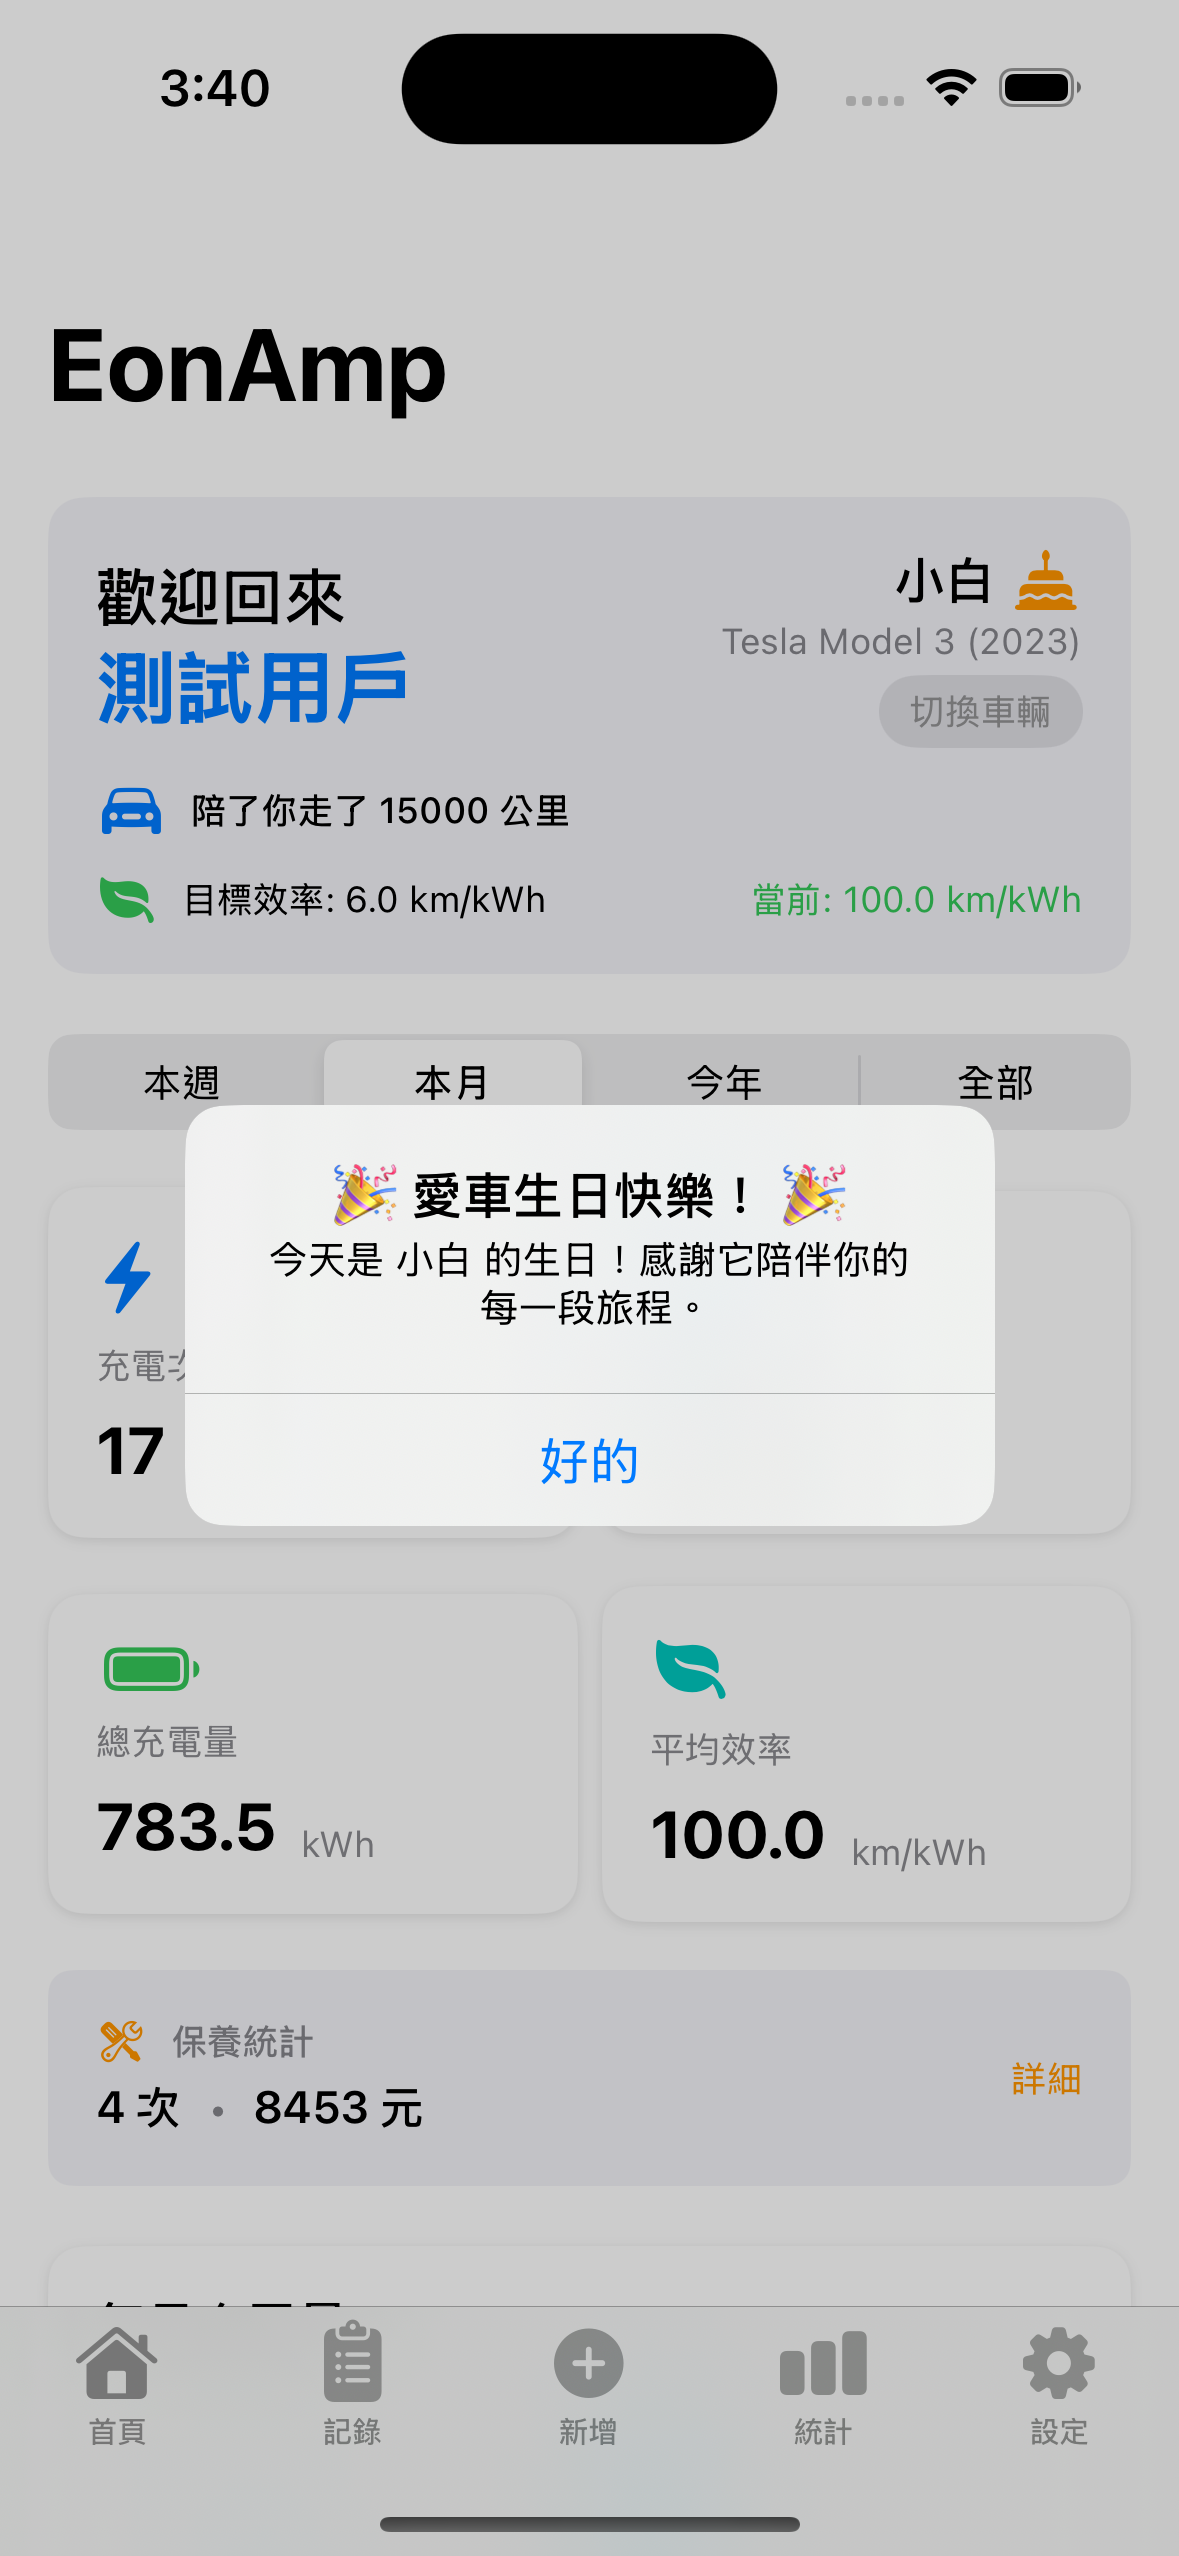 3:40
EonAmp
歡迎回來
測試用戶
小白
Tesla Model 3 (2023)
切換車輛
陪了你走了 15000 公里
目標效率: 6.0 km/kWh
當前: 100.0 km/kWh
本週
本月
今年
全部
🎉 愛車生日快樂！ 🎉
今天是 小白 的生日！感謝它陪伴你的
每一段旅程。
好的
充電
17
總充電量
783.5 kWh
平均效率
100.0 km/kWh
保養統計
4 次 • 8453 元
詳細
首頁
記錄
新增
統計
設定